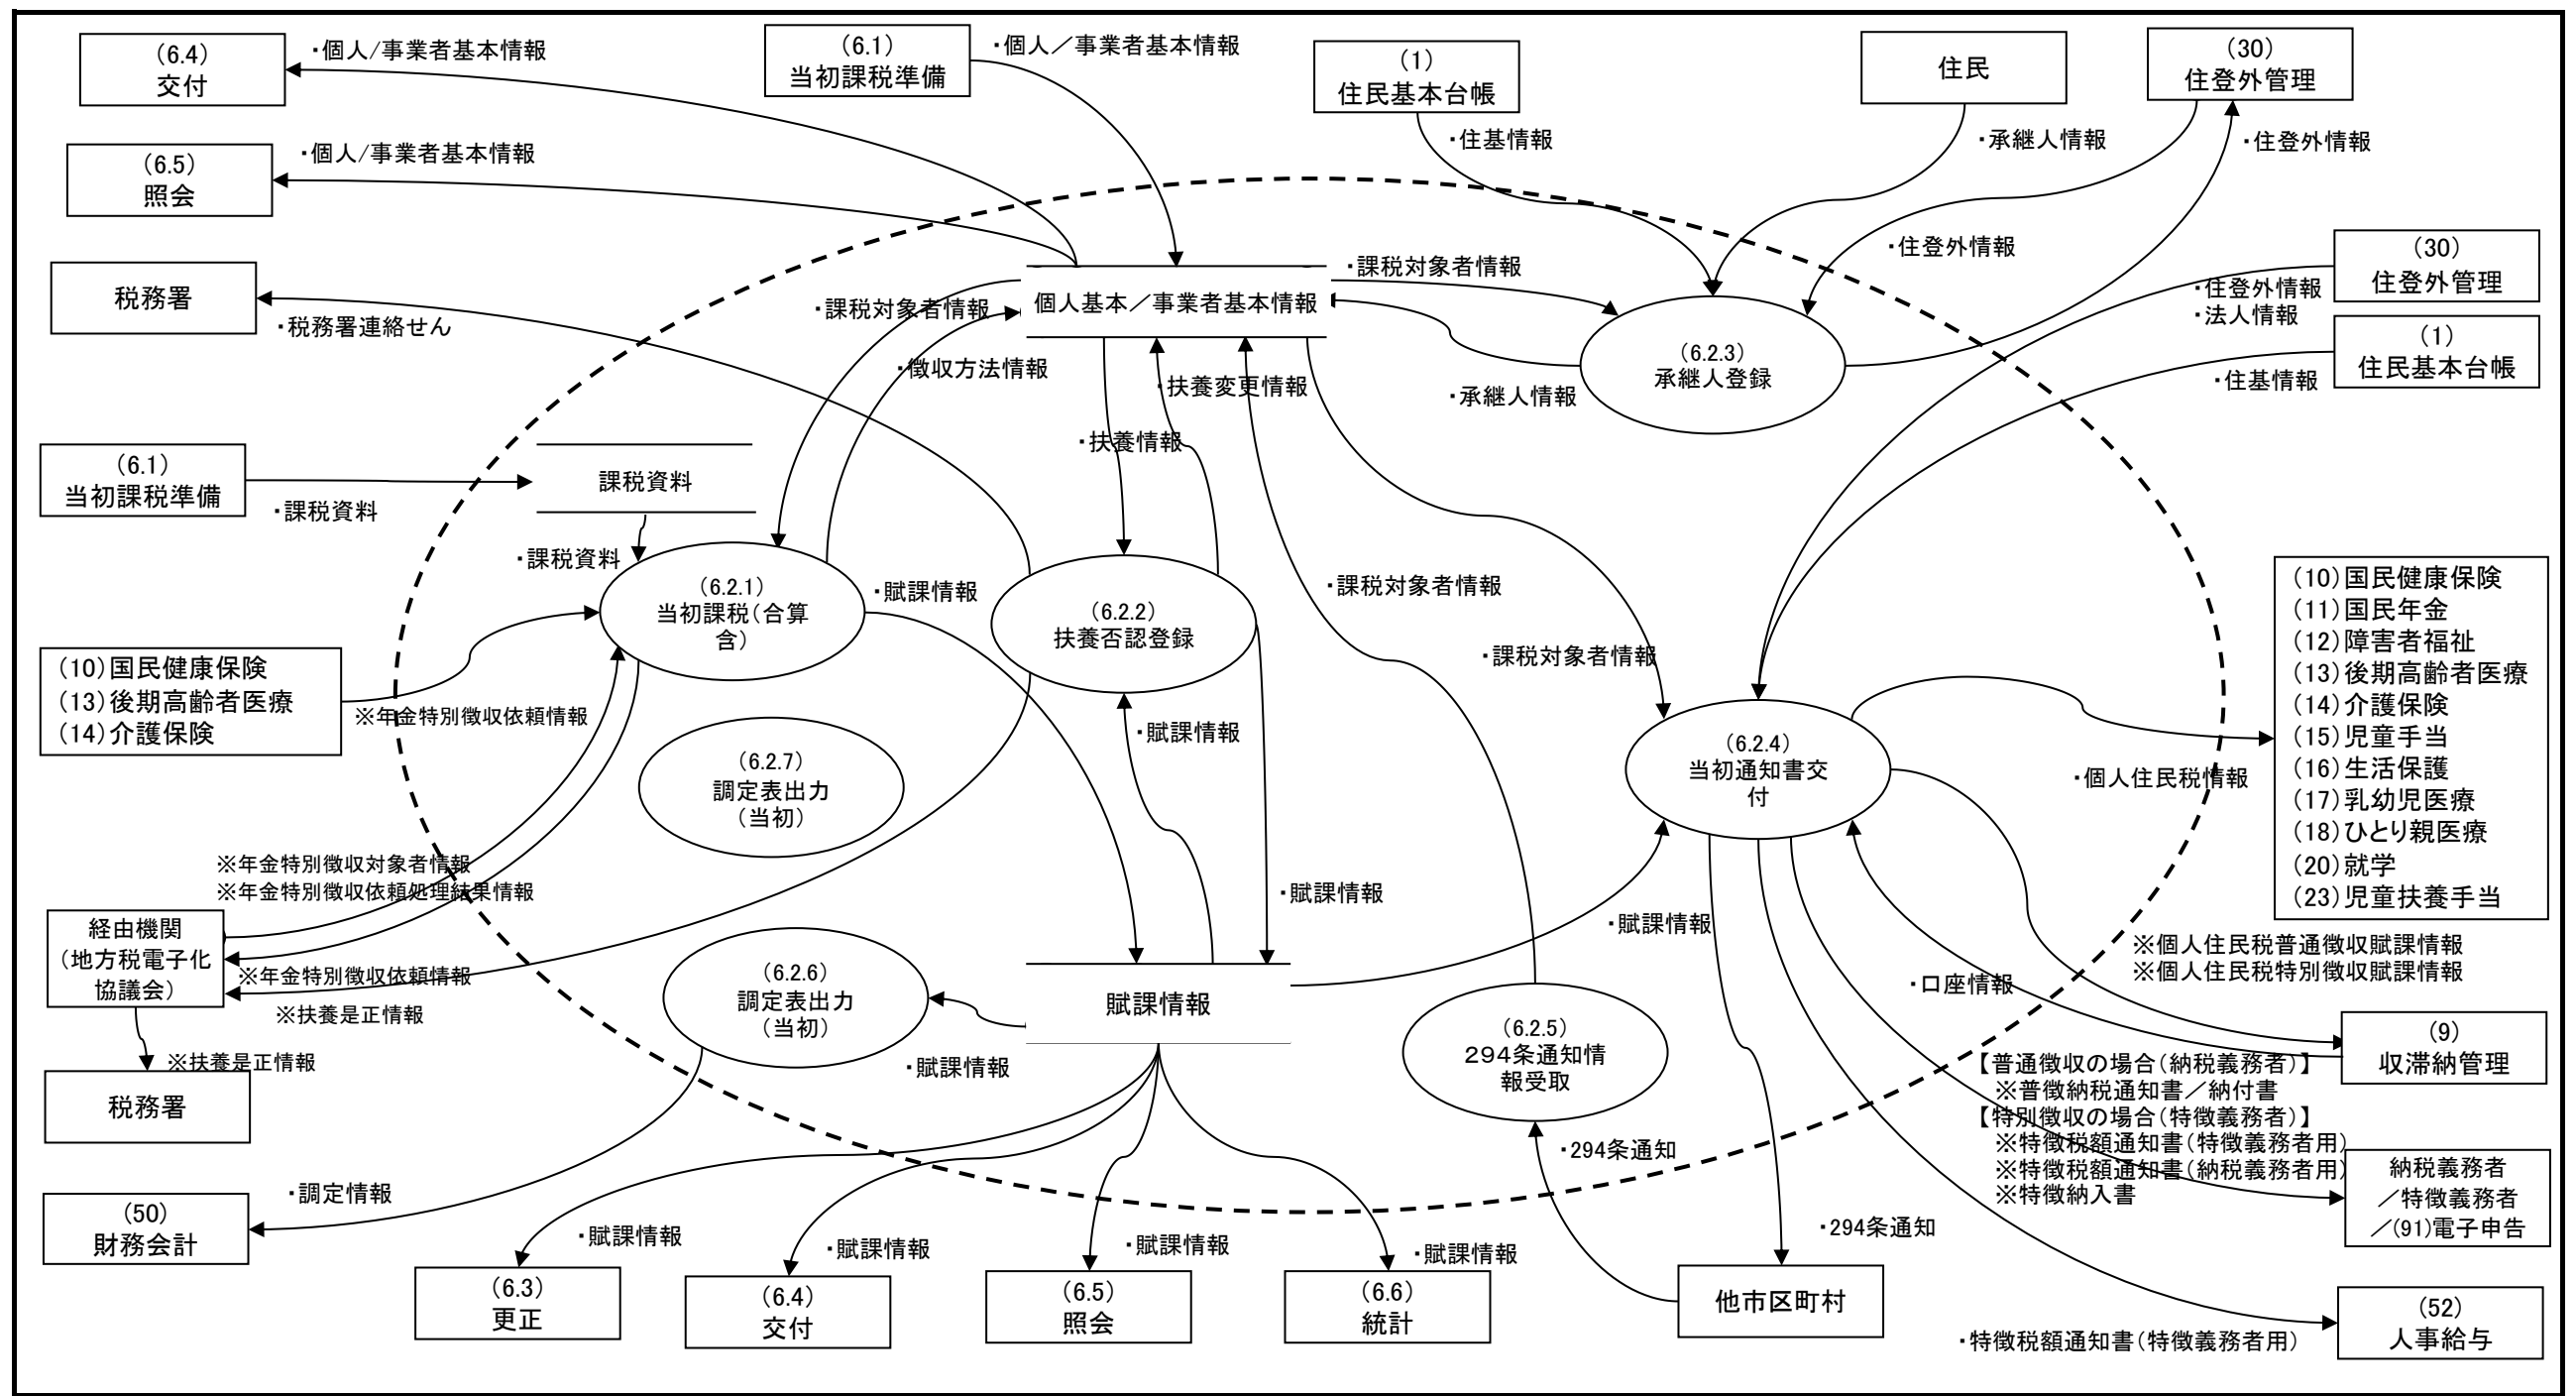 (6.4)
交付
・個人/事業者基本情報
(6.1)
当初課税準備
・個人／事業者基本情報
(1)
住民基本台帳
・住基情報
住民
・承継人情報
(30)
住登外管理
・住登外情報
(6.5)
照会
・個人/事業者基本情報
・住登外情報
(30)
住登外管理
・住登外情報
・法人情報
税務署
・税務署連絡せん
・課税対象者情報
個人基本／事業者基本情報
・課税対象者情報
・徴収方法情報
・扶養変更情報
・承継人情報
(6.2.3)
承継人登録
(1)
住民基本台帳
・住基情報
・扶養情報
(6.1)
当初課税準備
・課税資料
課税資料
・課税資料
(6.2.1)
当初課税(合算
含)
・賦課情報
(6.2.2)
扶養否認登録
・課税対象者情報
・課税対象者情報
(10)国民健康保険
(11)国民年金
(12)障害者福祉
(13)後期高齢者医療
(14)介護保険
(15)児童手当
(16)生活保護
(17)乳幼児医療
(18)ひとり親医療
(20)就学
(23)児童扶養手当
(10)国民健康保険
(13)後期高齢者医療
(14)介護保険
※年金特別徴収依頼情報
・賦課情報
(6.2.7)
調定表出力
(当初)
(6.2.4)
当初通知書交
付
・個人住民税情報
※年金特別徴収対象者情報
※年金特別徴収依頼処理結果情報
・賦課情報
・賦課情報
経由機関
(地方税電子化
協議会)
※年金特別徴収依頼情報
※扶養是正情報
※扶養是正情報
税務署
(6.2.6)
調定表出力
(当初)
・賦課情報
賦課情報
(6.2.5)
294条通知情
報受取
・口座情報
※個人住民税普通徴収賦課情報
※個人住民税特別徴収賦課情報
(9)
収滞納管理
【普通徴収の場合(納税義務者)】
※普徴納税通知書／納付書
【特別徴収の場合(特徴義務者)】
※特徴税額通知書(特徴義務者用)
※特徴税額通知書(納税義務者用)
※特徴納入書
納税義務者
／特徴義務者
／(91)電子申告
・294条通知
・調定情報
(50)
財務会計
・賦課情報
(6.3)
更正
・賦課情報
(6.4)
交付
・賦課情報
(6.5)
照会
・賦課情報
(6.6)
統計
・294条通知
他市区町村
・特徴税額通知書(特徴義務者用)
(52)
人事給与